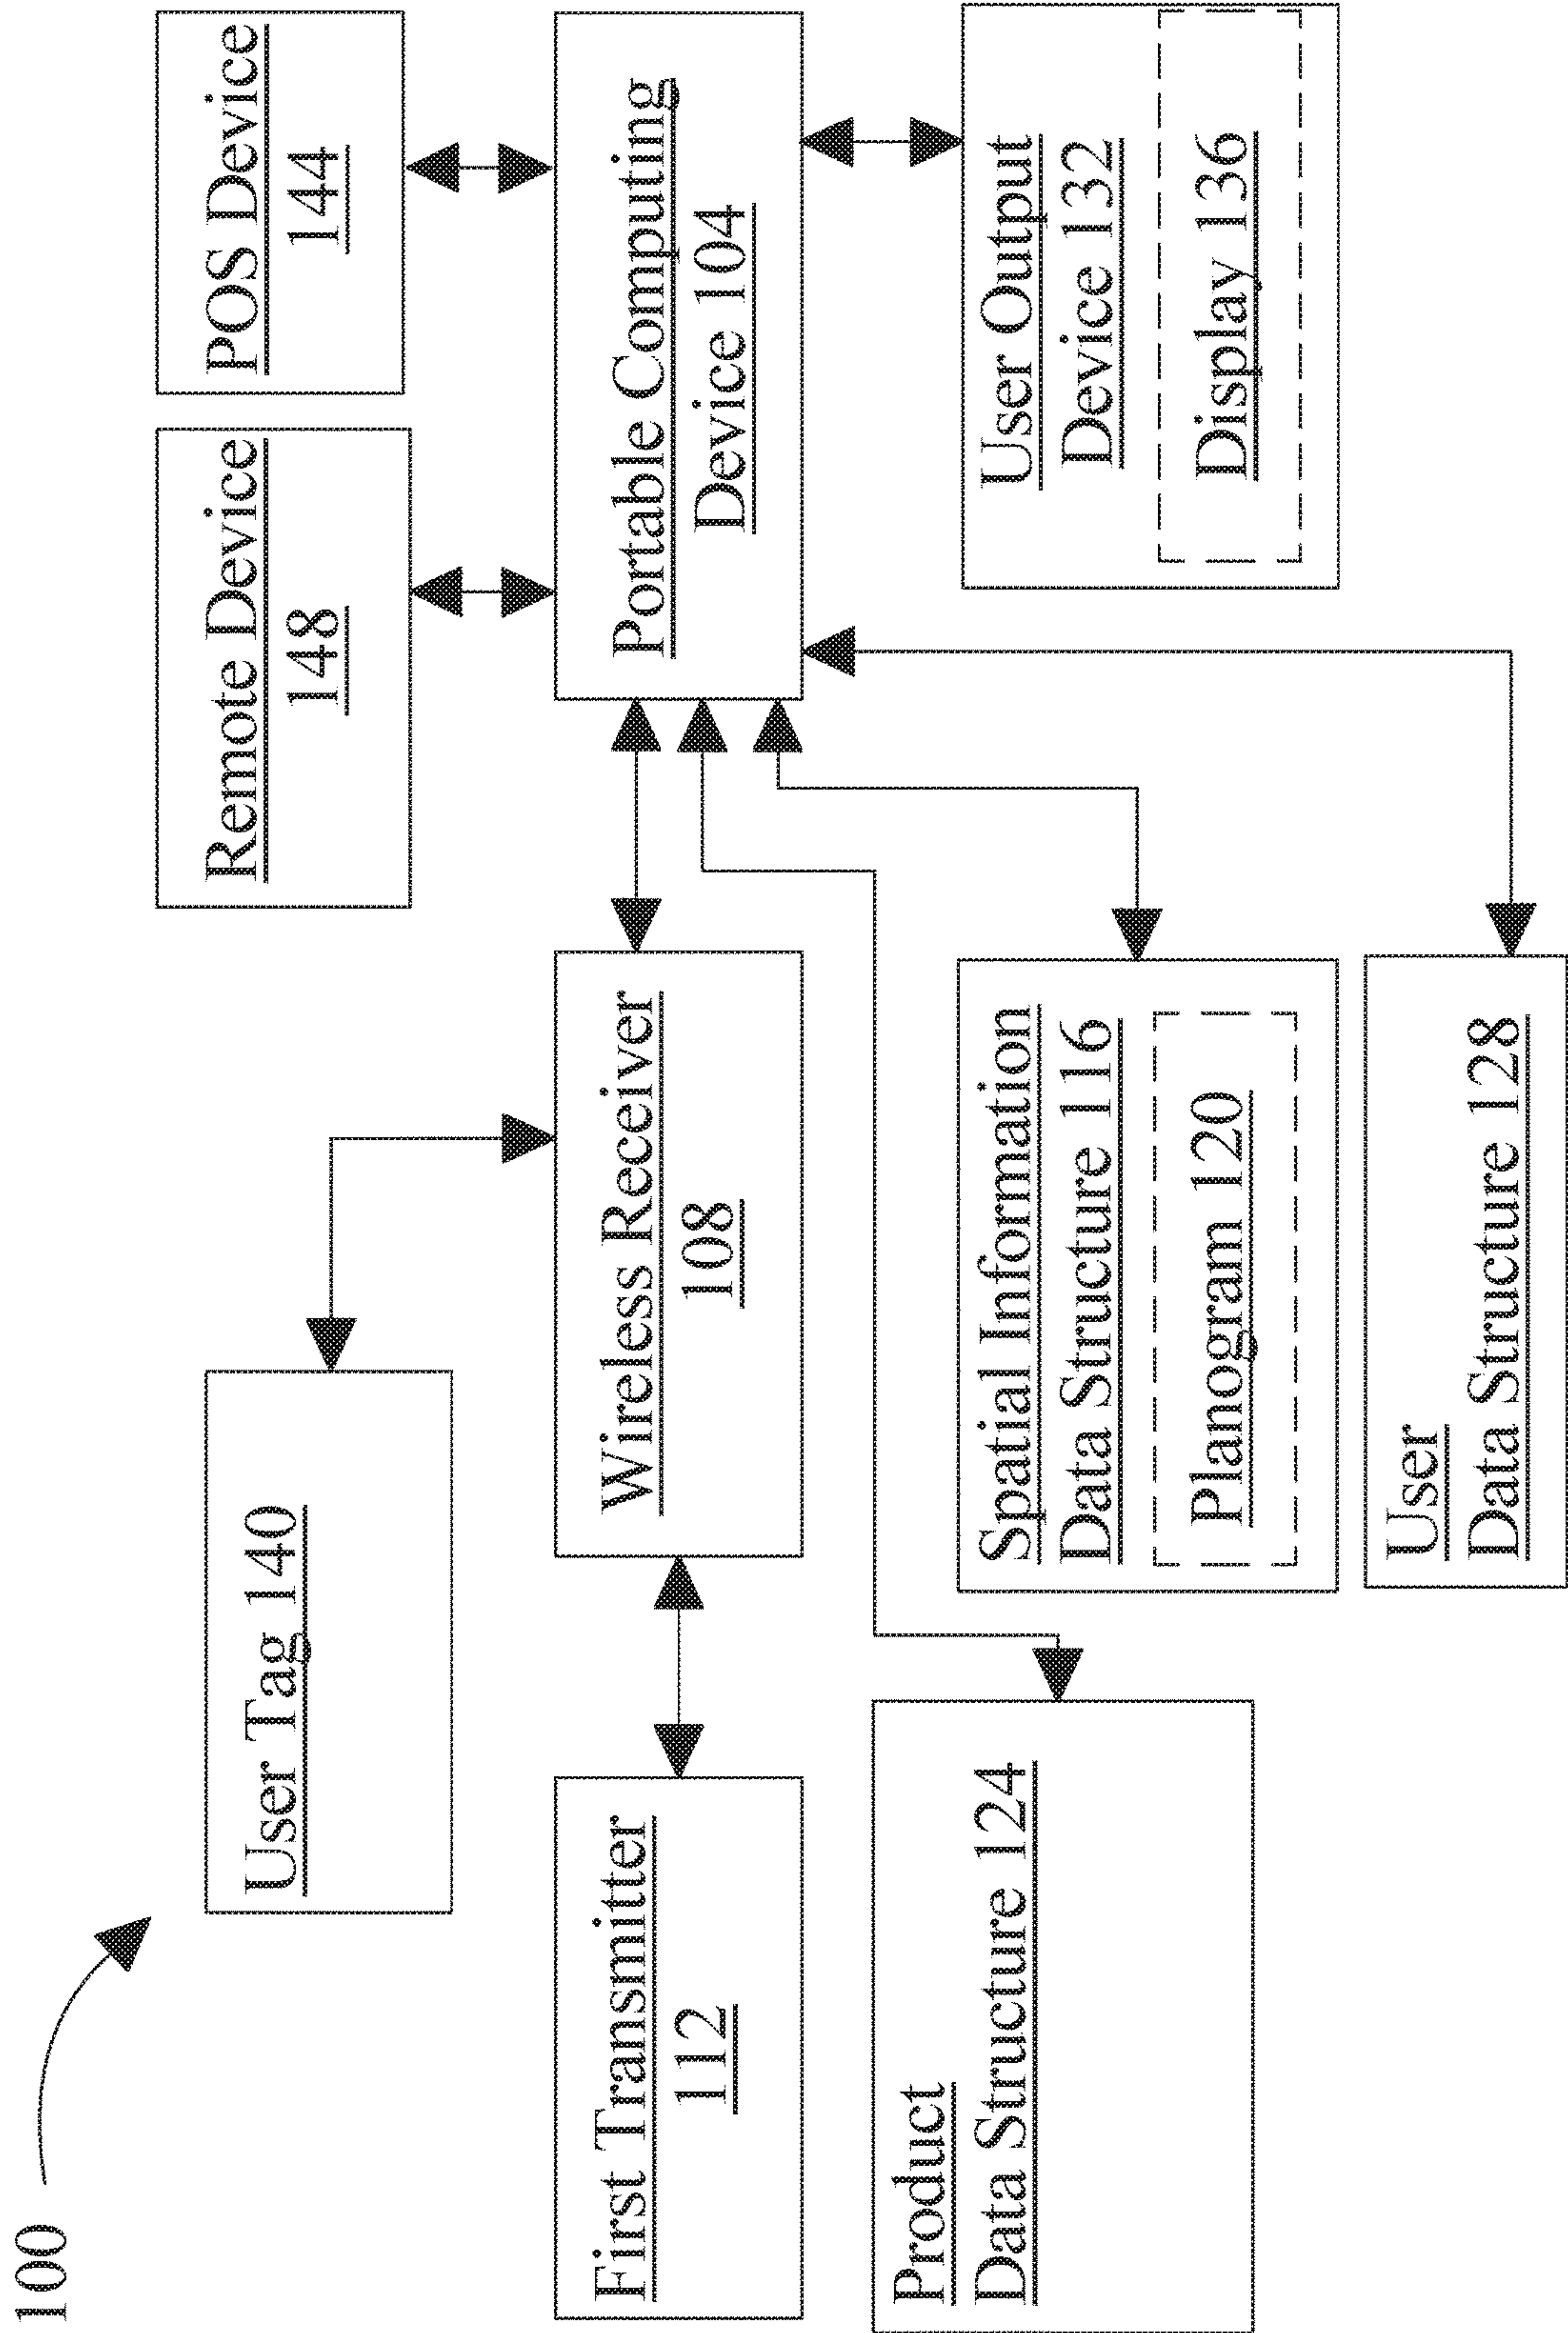 100
User Tag 140
Remote Device
148
POS Device
144
First Transmitter
112
Wireless Receiver
108
Portable Computing
Device 104
Product
Data Structure 124
Spatial Information
Data Structure 116
Planogram 120
User Output
Device 132
Display 136
User
Data Structure 128